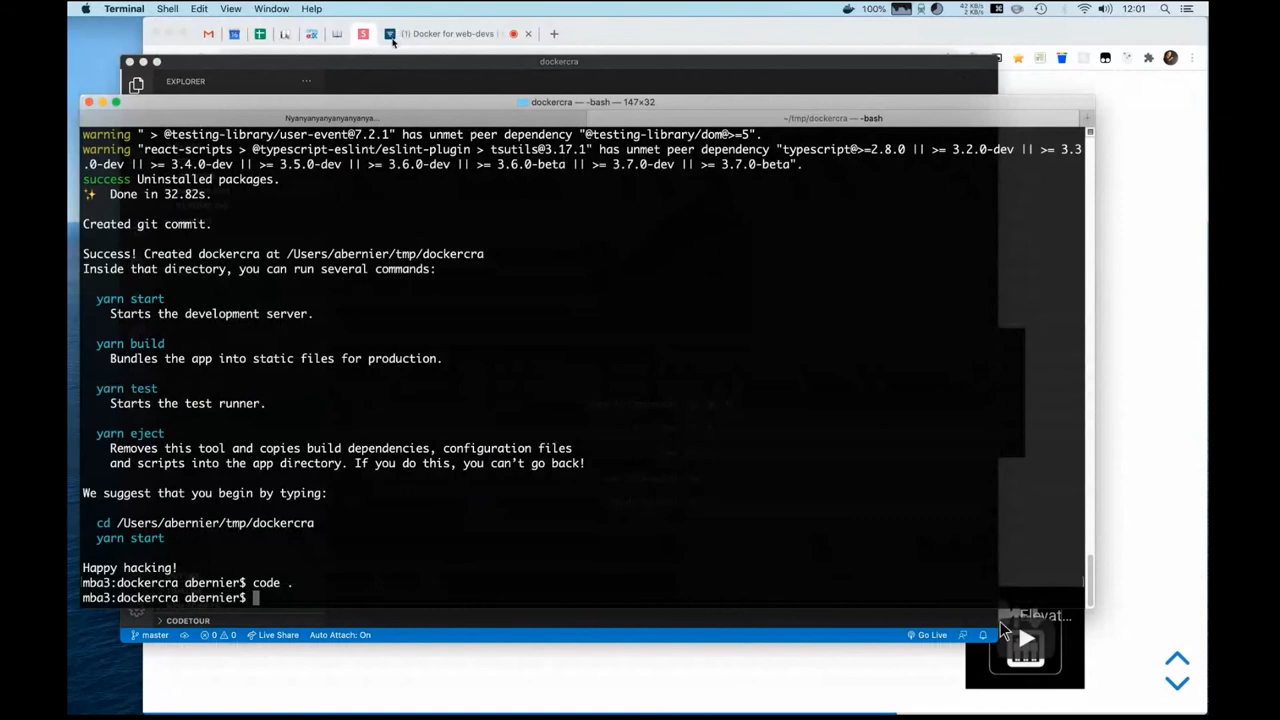 Terminal Shell Edit View Window Help 100% 42 KB/s 2 KB/s 12:01
(1) Docker for web-devs
dockercra
EXPLORER ...
dockercra — -bash — 147×32
Nyanyanyanyanyanyanya... ~/tmp/dockercra — -bash
warning " > @testing-library/user-event@7.2.1" has unmet peer dependency "@testing-library/dom@>=5".
warning "react-scripts > @typescript-eslint/eslint-plugin > tsutils@3.17.1" has unmet peer dependency "typescript@>=2.8.0 || >= 3.2.0-dev || >= 3.3
.0-dev || >= 3.4.0-dev || >= 3.5.0-dev || >= 3.6.0-dev || >= 3.6.0-beta || >= 3.7.0-dev || >= 3.7.0-beta".
success Uninstalled packages.
✨ Done in 32.82s.
Created git commit.
Success! Created dockercra at /Users/abernier/tmp/dockercra
Inside that directory, you can run several commands:
yarn start
Starts the development server.
yarn build
Bundles the app into static files for production.
yarn test
Starts the test runner.
yarn eject
Removes this tool and copies build dependencies, configuration files
and scripts into the app directory. If you do this, you can't go back!
We suggest that you begin by typing:
cd /Users/abernier/tmp/dockercra
yarn start
Happy hacking!
mba3:dockercra abernier$ code .
mba3:dockercra abernier$
Elevat...
CODETOUR
master 0 0 Live Share Auto Attach: On Go Live